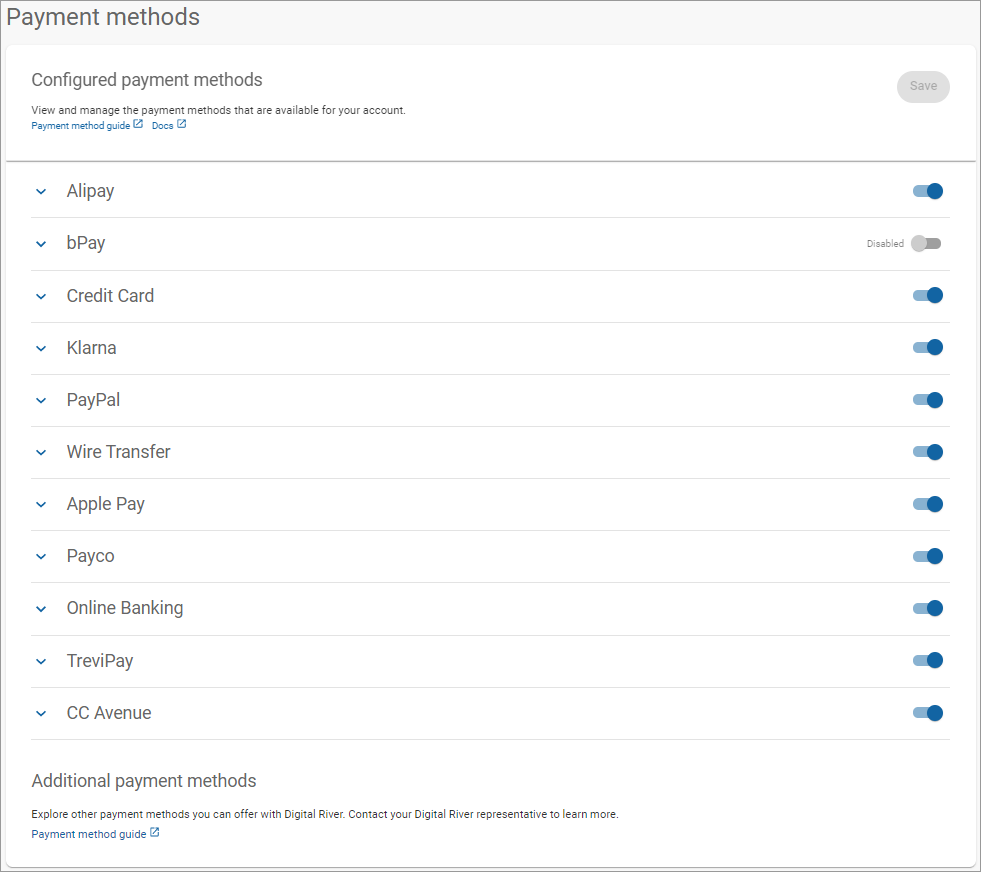 Payment methods
Configured payment methods
Save
View and manage the payment methods that are available for your account.
Payment method guide Docs
Alipay
bPay
Disabled
Credit Card
Klarna
PayPal
Wire Transfer
Apple Pay
Payco
Online Banking
TreviPay
CC Avenue
Additional payment methods
Explore other payment methods you can offer with Digital River. Contact your Digital River representative to learn more.
Payment method guide